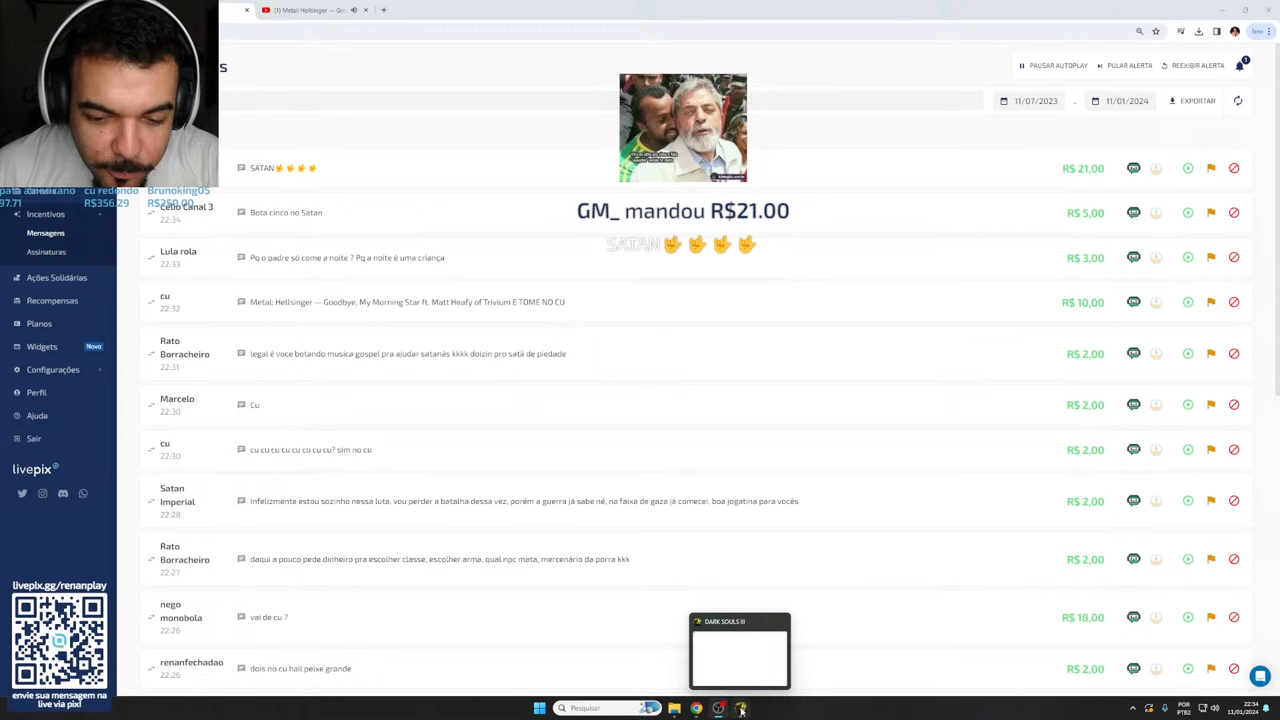 (1) Metal: Hellsinger — Go
s
PAUSAR AUTOPLAY
PULAR ALERTA
REEXIBIR ALERTA
1
11/07/2023
11/01/2024
EXPORTAR
SATAN🤘🤘🤘🤘
R$ 21,00
97.71
cu redondo
R$356.29
Brunoking05
R$250.00
Célio Canal 3
22:34
Bota cinco no Satan
R$ 5,00
GM_ mandou R$21.00
SATAN🤘🤘🤘🤘
Incentivos
Mensagens
Assinaturas
Ações Solidárias
Recompensas
Planos
Widgets
Novo
Configurações
Perfil
Ajuda
Sair
livepix
Lula rola
22:33
Pq o padre só come a noite ? Pq a noite é uma criança
R$ 3,00
cu
22:32
Metal: Hellsinger — Goodbye, My Morning Star ft. Matt Heafy of Trivium E TOME NO CU
R$ 10,00
Rato
Borracheiro
22:31
legal é voce botando musica gospel pra ajudar satanás kkkk doizin pro satã de piedade
R$ 2,00
Marcelo
22:30
Cu
R$ 2,00
cu
22:30
cu cu cu cu cu cu cu? sim no cu
R$ 2,00
Satan
Imperial
22:28
Infelizmente estou sozinho nessa luta, vou perder a batalha dessa vez, porém a guerra já sabe né, na faixa de gaza já comecei, boa jogatina para vocês
R$ 2,00
Rato
Borracheiro
22:27
daqui a pouco pede dinheiro pra escolher classe, escolher arma, qual npc mata, mercenário da porra kkk
R$ 2,00
nego
monobola
22:26
vai de cu ?
R$ 18,00
renanfechadao
22:26
dois no cu hail peixe grande
R$ 2,00
livepix.gg/renanplay
envie sua mensagem na
live via pix!
DARK SOULS III
Pesquisar
POR
PTB2
22:34
11/01/2024